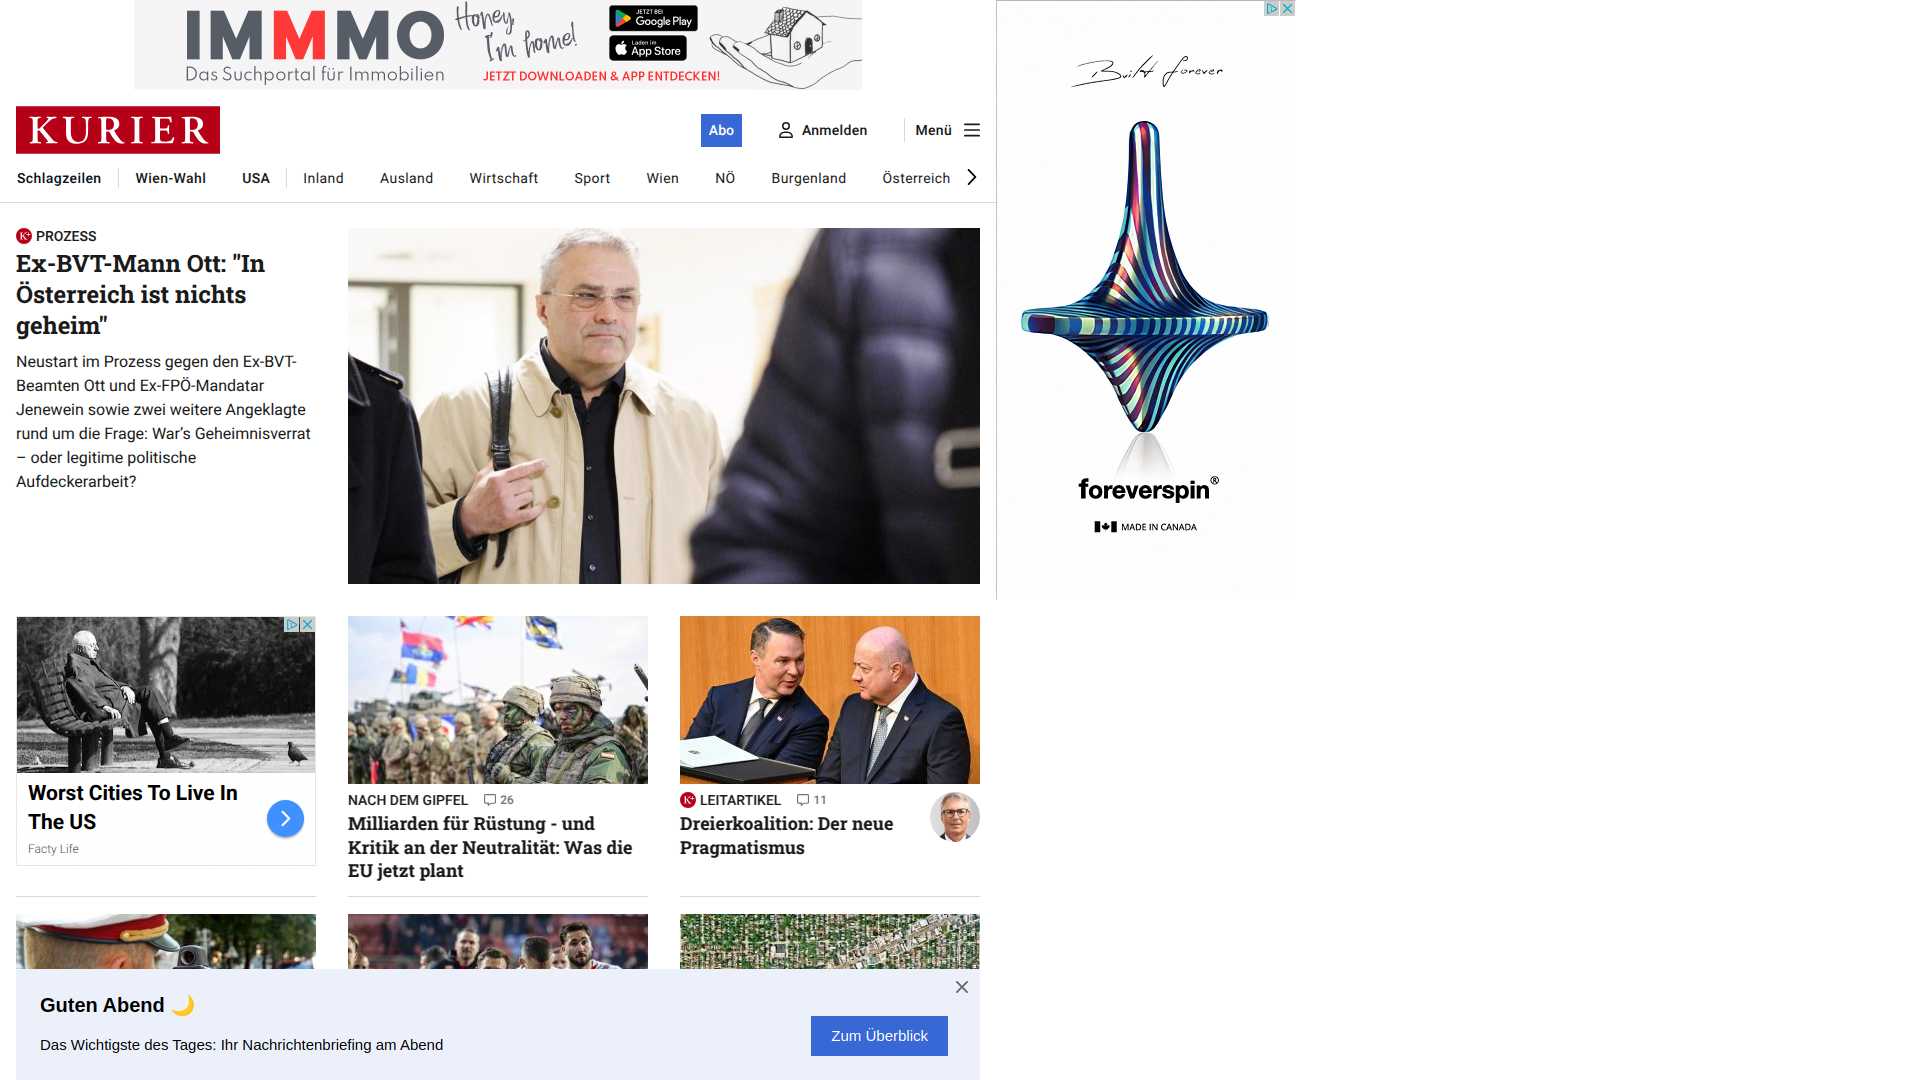 IMMMO
Das Suchportal für Immobilien
Honey,
I'm home!
JETZT BEI
Google Play
Laden im
App Store
JETZT DOWNLOADEN & APP ENTDECKEN!
KURIER
Abo
Anmelden
Menü
Schlagzeilen
Wien-Wahl
USA
Inland
Ausland
Wirtschaft
Sport
Wien
NÖ
Burgenland
Österreich
K+ PROZESS
Ex-BVT-Mann Ott: "In
Österreich ist nichts
geheim"
Neustart im Prozess gegen den Ex-BVT-
Beamten Ott und Ex-FPÖ-Mandatar
Jenewein sowie zwei weitere Angeklagte
rund um die Frage: War’s Geheimnisverrat
– oder legitime politische
Aufdeckerarbeit?
Built forever
foreverspin®
MADE IN CANADA
Worst Cities To Live In
The US
Facty Life
NACH DEM GIPFEL 26
Milliarden für Rüstung - und
Kritik an der Neutralität: Was die
EU jetzt plant
K+ LEITARTIKEL 11
Dreierkoalition: Der neue
Pragmatismus
Guten Abend 🌙
Das Wichtigste des Tages: Ihr Nachrichtenbriefing am Abend
Zum Überblick